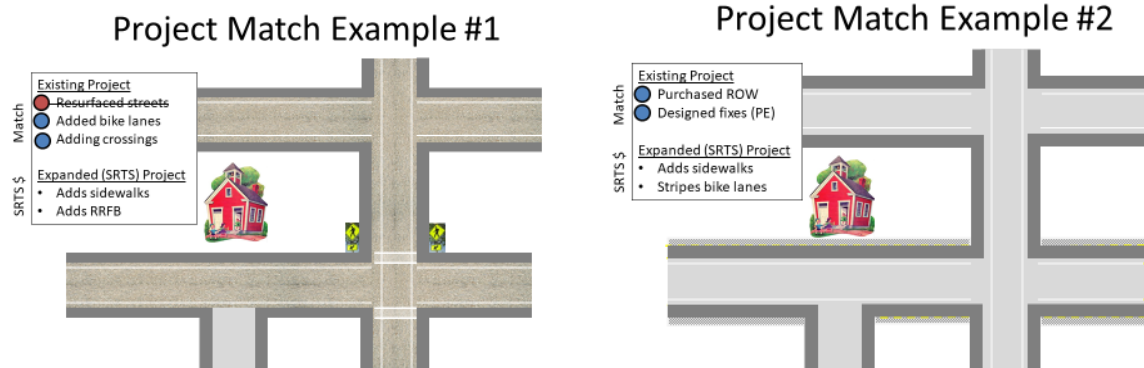 Project Match Example #1
Match
Existing Project
Resurfaced streets
Added bike lanes
Adding crossings
SRTS $
Expanded (SRTS) Project
• Adds sidewalks
• Adds RRFB
Project Match Example #2
Match
Existing Project
Purchased ROW
Designed fixes (PE)
SRTS $
Expanded (SRTS) Project
• Adds sidewalks
• Stripes bike lanes